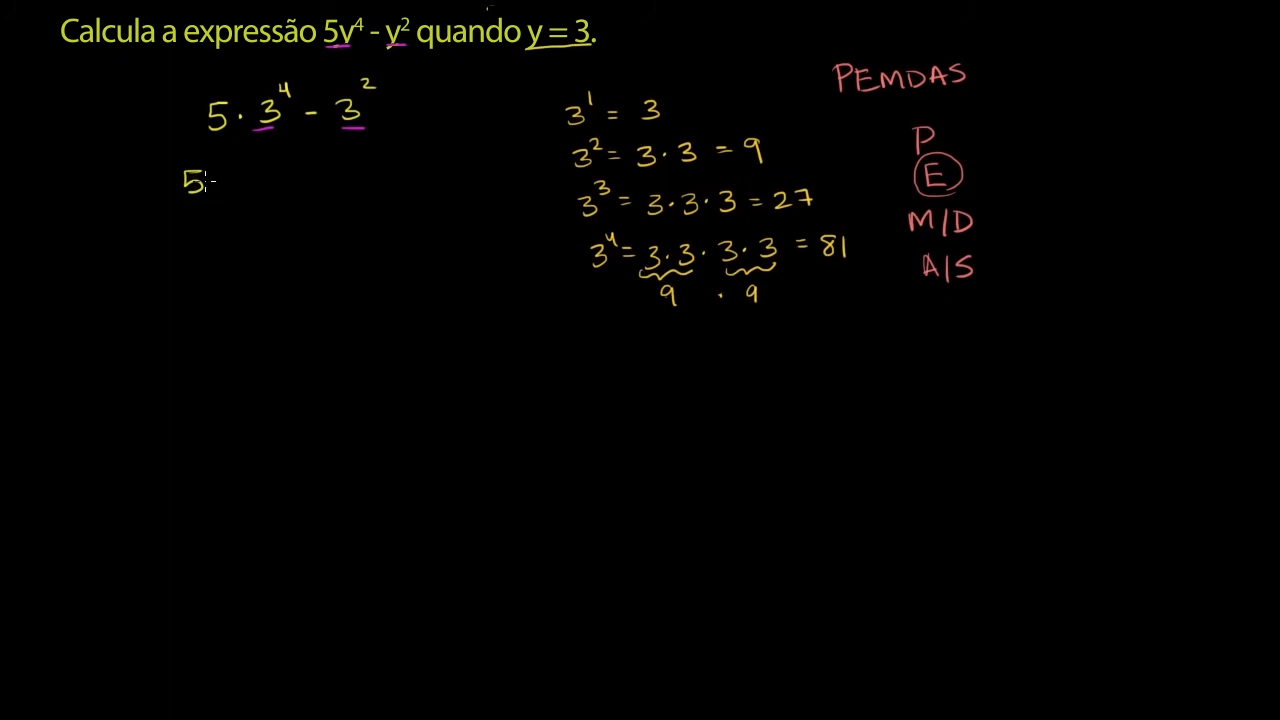 Calcula a expressão 5y⁴ - y² quando y = 3.
5 · 3⁴ - 3²
5
3¹ = 3
3² = 3 · 3 = 9
3³ = 3 · 3 · 3 = 27
3⁴ = 3 · 3 · 3 · 3 = 81
9 · 9
PEMDAS
P
E
M/D
A/S